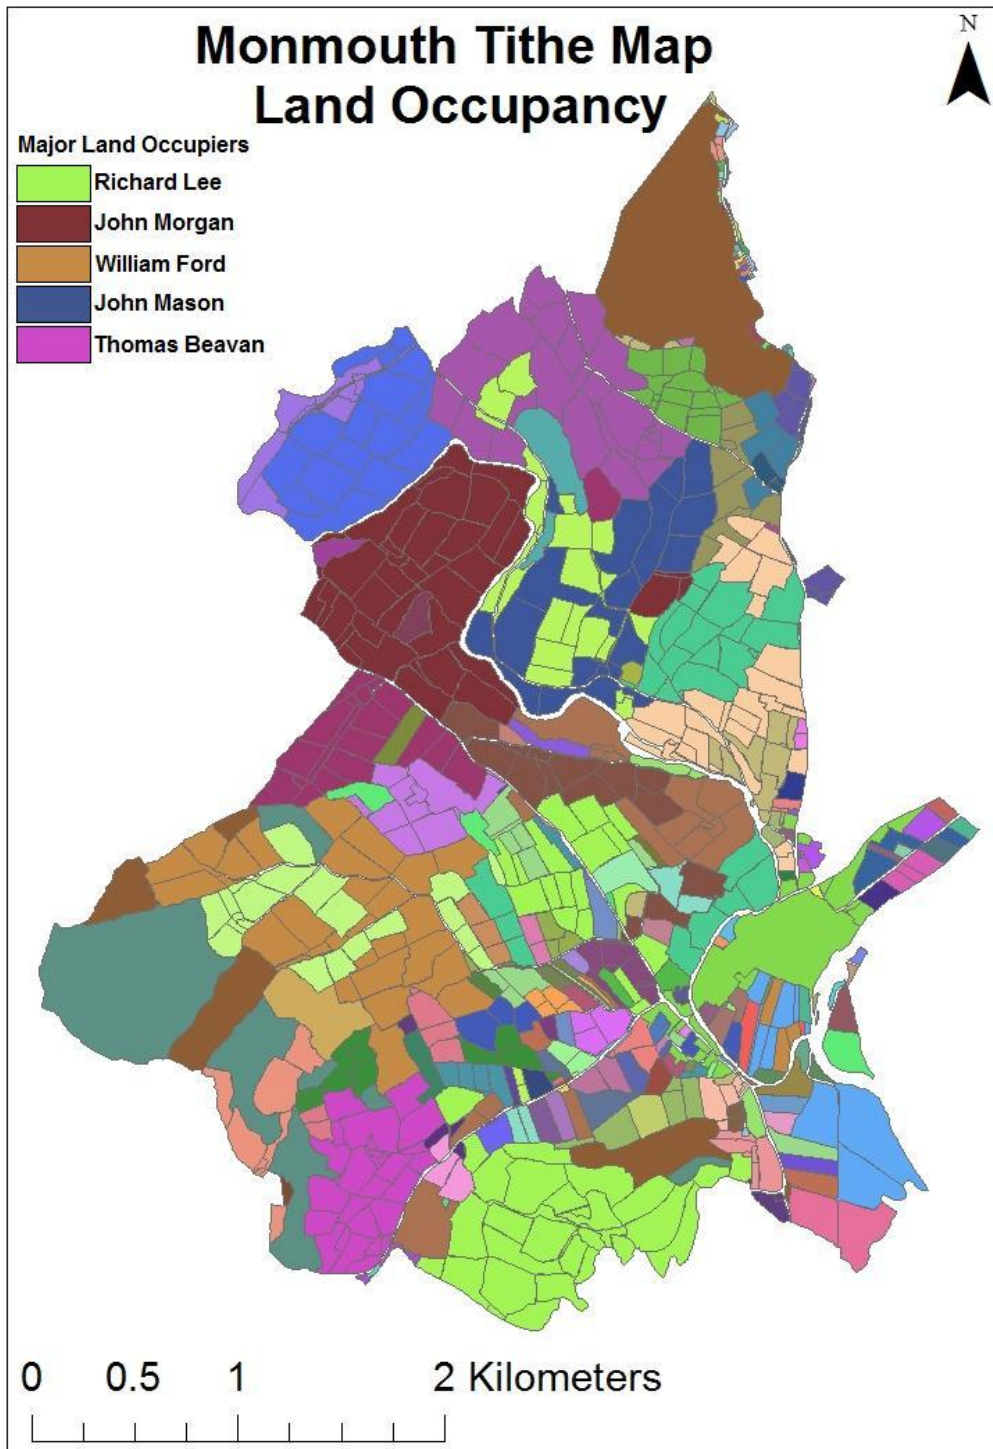 Monmouth Tithe Map
Land Occupancy
N
Major Land Occupiers
Richard Lee
John Morgan
William Ford
John Mason
Thomas Beavan
0 0.5 1 2 Kilometers